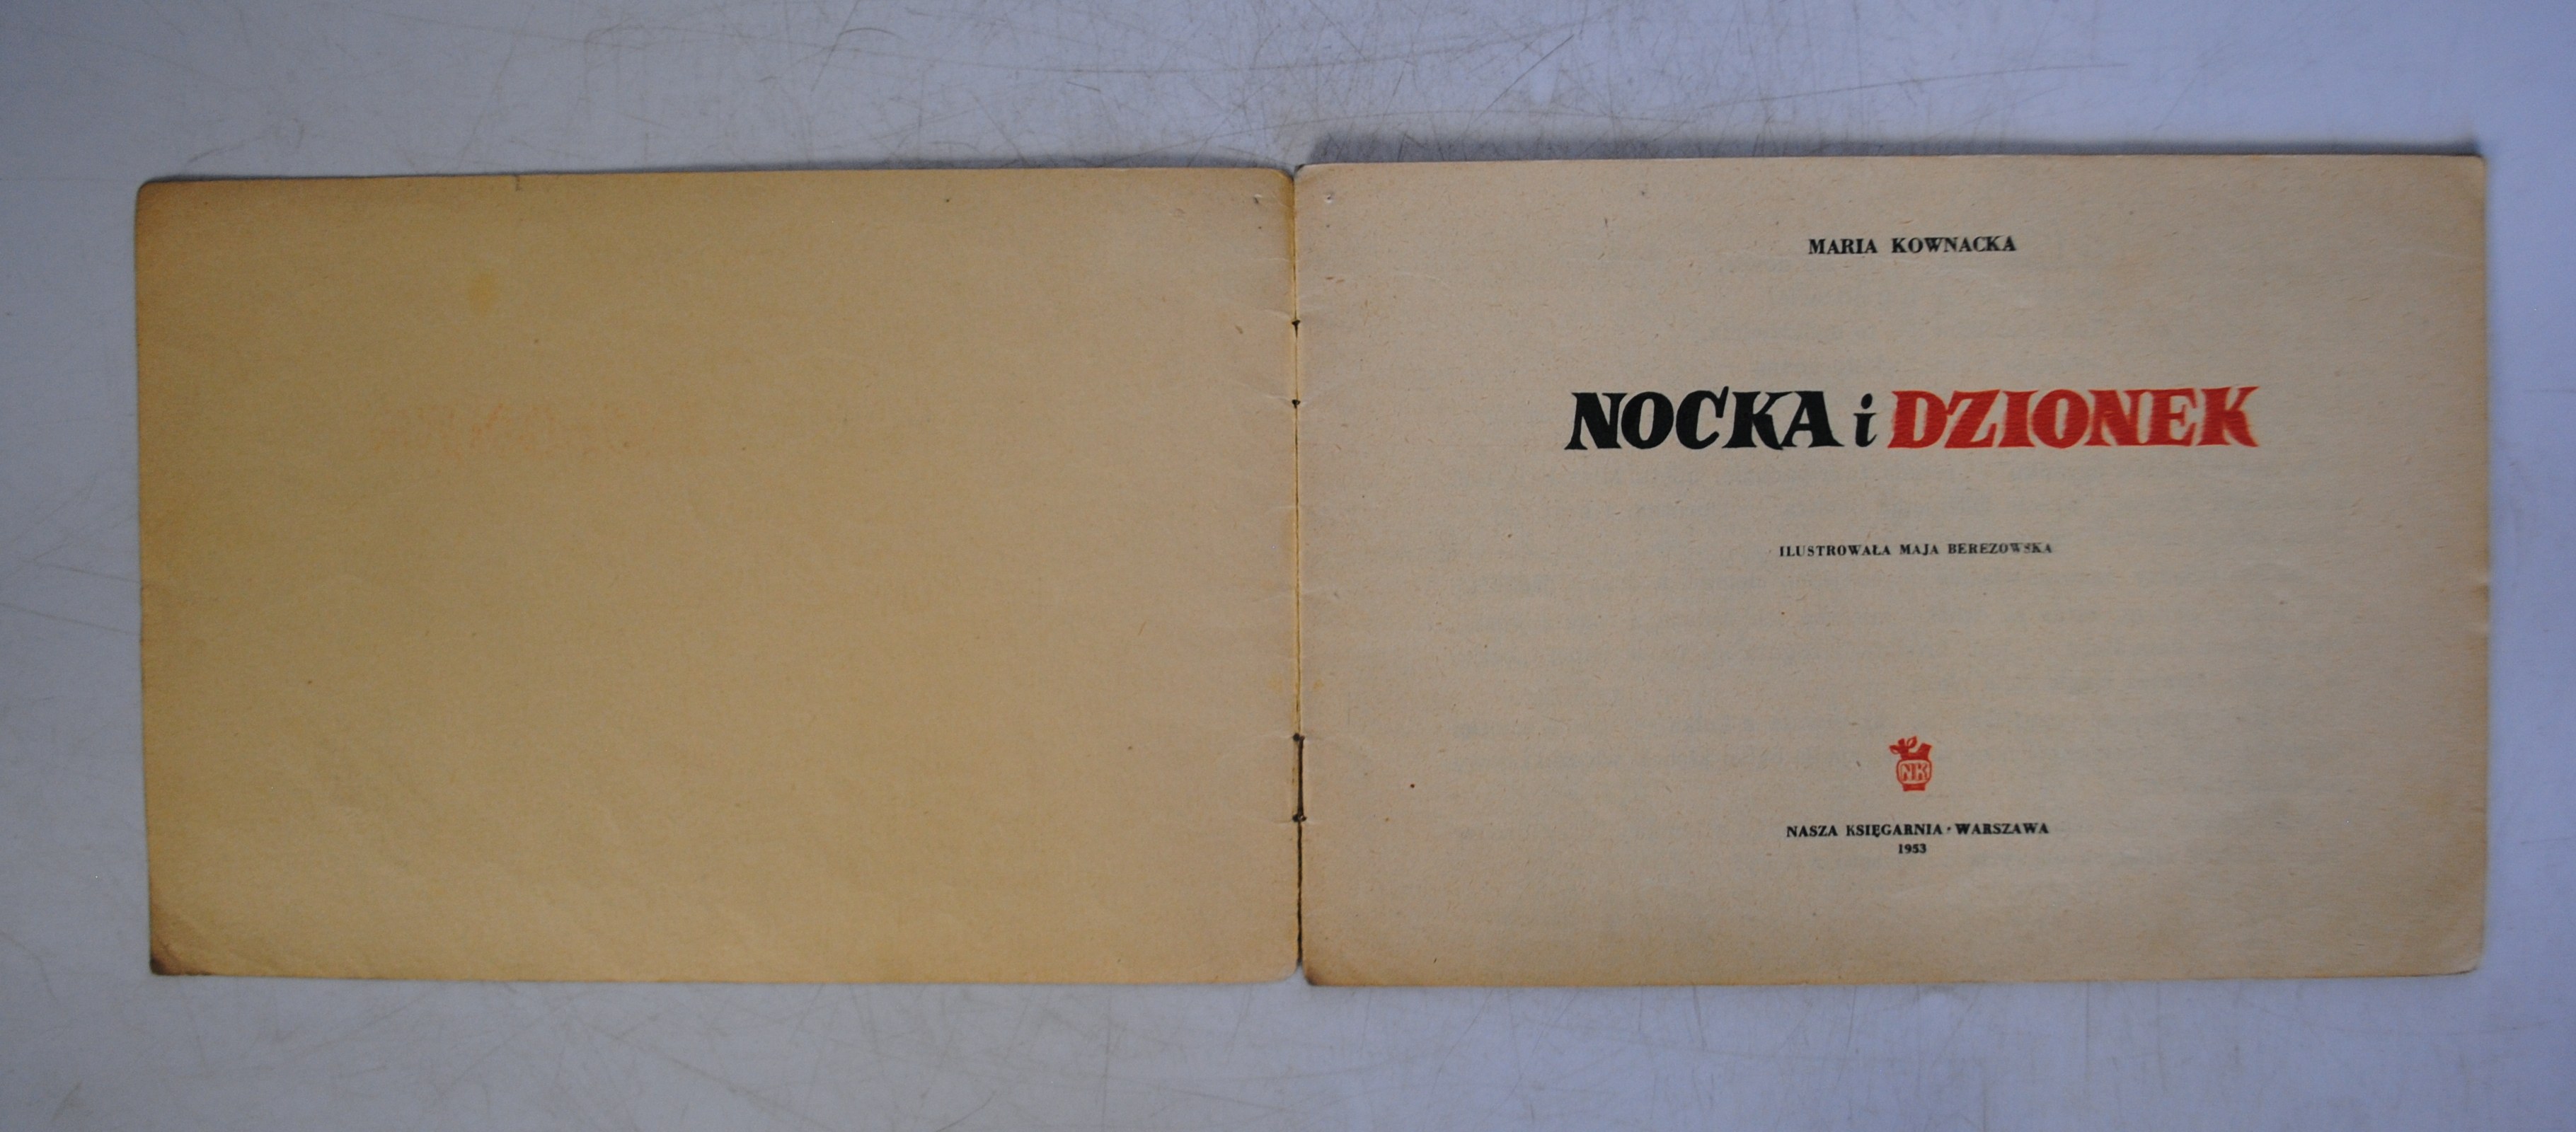 MARIA KOWNACKA
NOCKA i DZIONEK
ILUSTROWAŁA MAJA BEREZOWSKA
NK
NASZA KSIĘGARNIA · WARSZAWA
1953